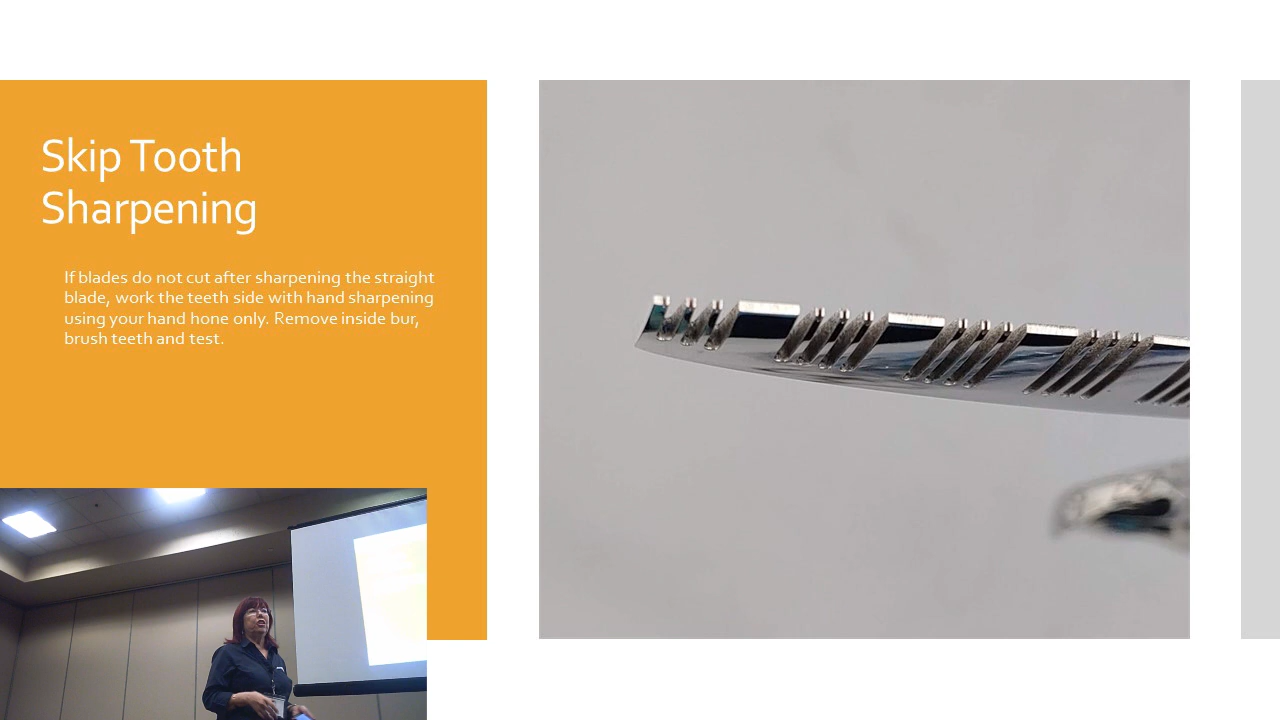 Skip Tooth
Sharpening
If blades do not cut after sharpening the straight
blade, work the teeth side with hand sharpening
using your hand hone only. Remove inside bur,
brush teeth and test.